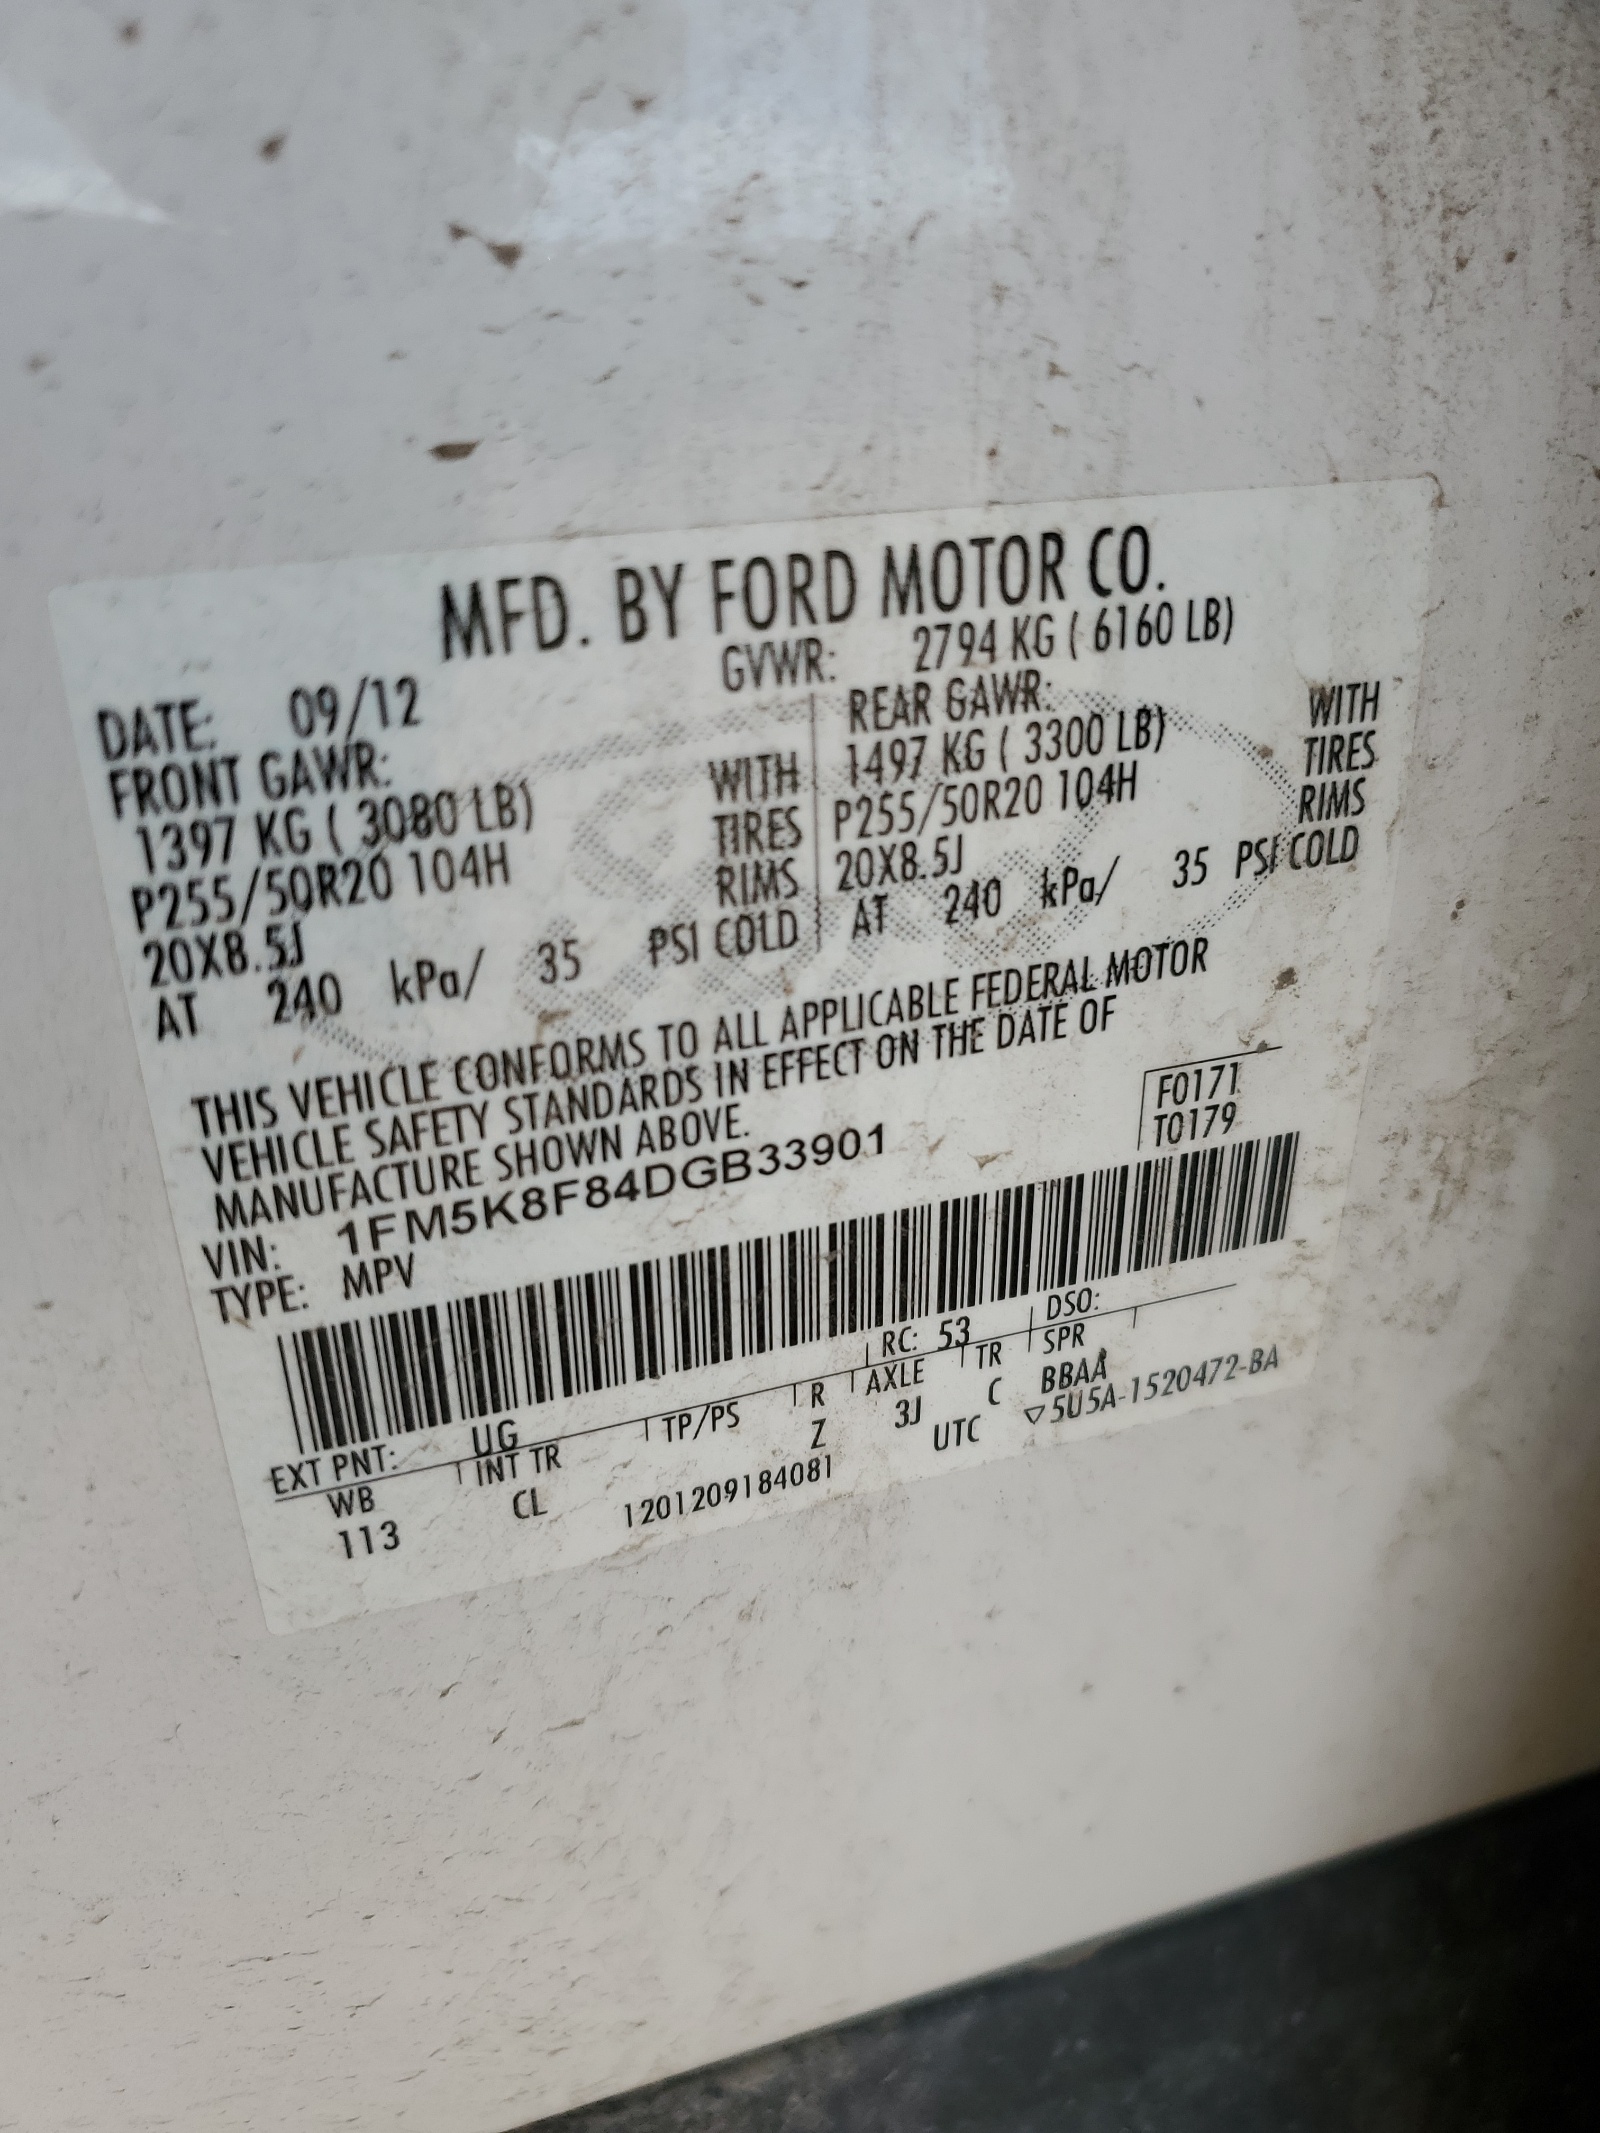 MFD. BY FORD MOTOR CO.
DATE: 09/12 GVWR: 2794 KG ( 6160 LB)
FRONT GAWR:
1397 KG ( 3080 LB) WITH
P255/50R20 104H TIRES
20X8.5J RIMS
AT 240 kPa/ 35 PSI COLD
REAR GAWR: WITH
1497 KG ( 3300 LB) TIRES
P255/50R20 104H RIMS
20X8.5J
AT 240 kPa/ 35 PSI COLD
THIS VEHICLE CONFORMS TO ALL APPLICABLE FEDERAL MOTOR
VEHICLE SAFETY STANDARDS IN EFFECT ON THE DATE OF
MANUFACTURE SHOWN ABOVE.
VIN: 1FM5K8F84DGB33901
TYPE: MPV
F0171
T0179
EXT PNT: UG RC: 53 DSO:
WB INT TR TP/PS R AXLE TR SPR
113 CL Z 3J C BBAA
1201209184081 UTC ▽5U5A-1520472-BA